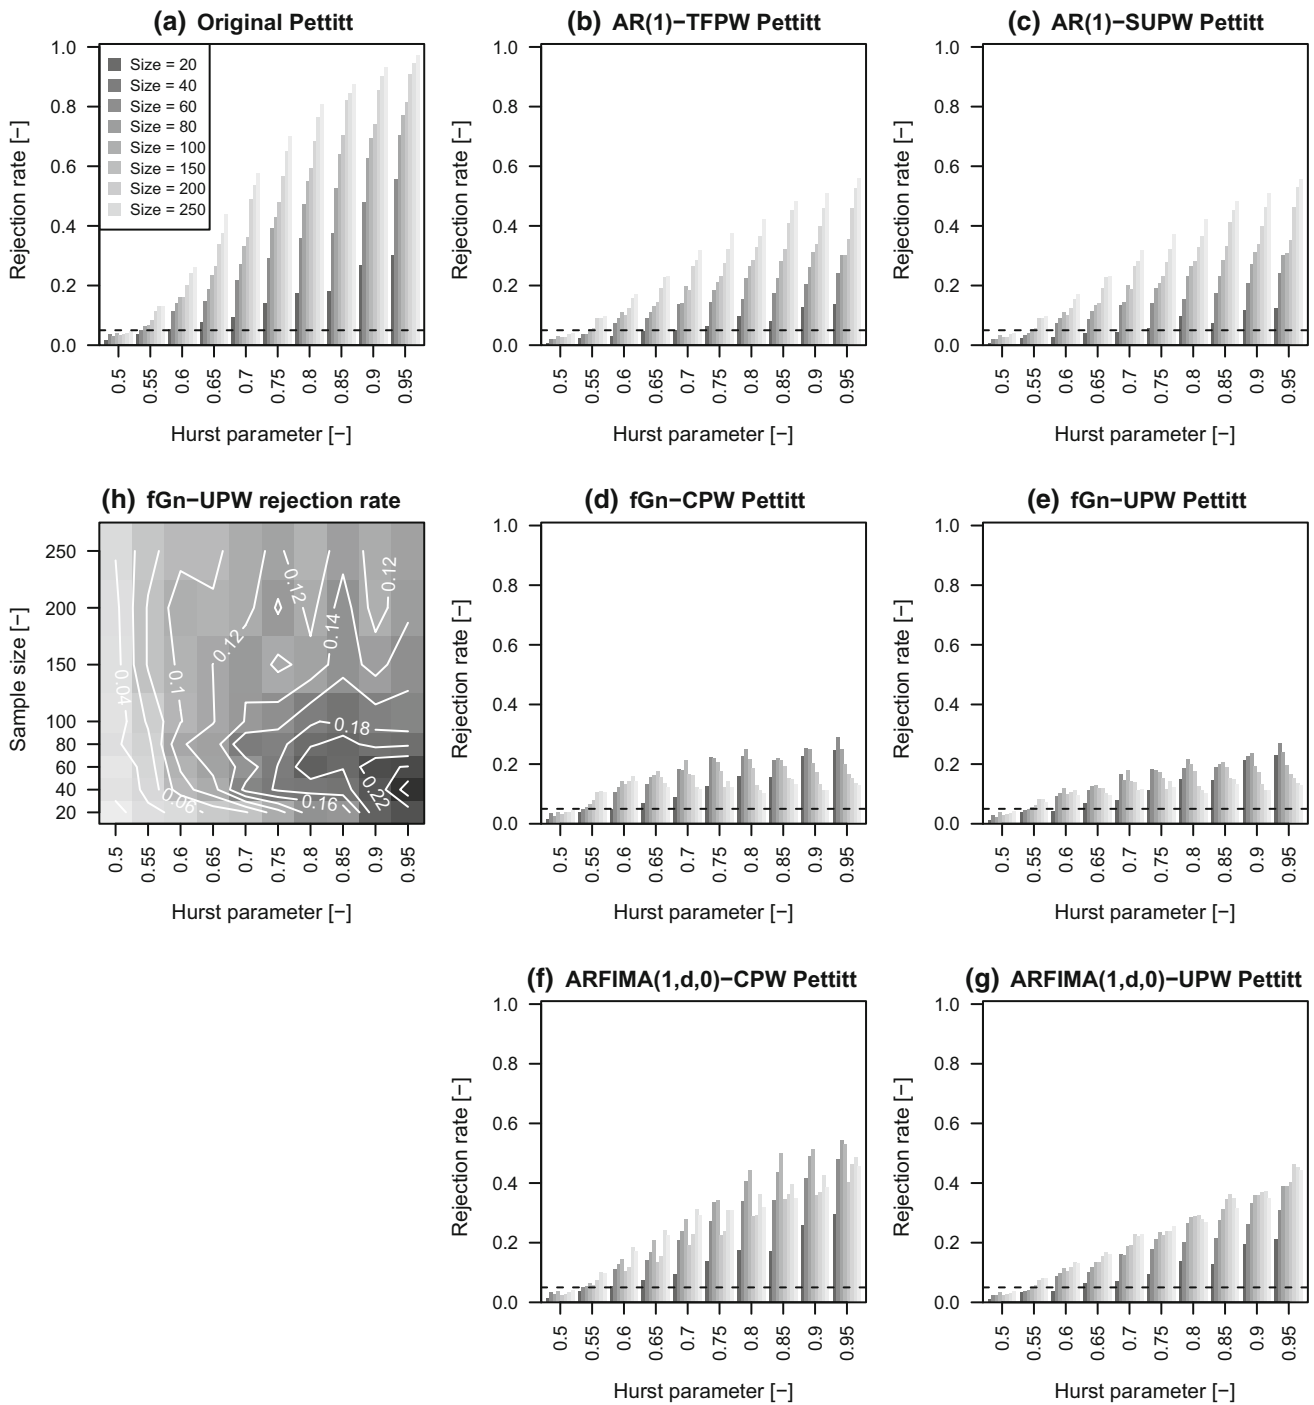 (a) Original Pettitt
Rejection rate [−]
1.0
0.8
0.6
0.4
0.2
0.0
Size = 20
Size = 40
Size = 60
Size = 80
Size = 100
Size = 150
Size = 200
Size = 250
0.5 0.55 0.6 0.65 0.7 0.75 0.8 0.85 0.9 0.95
Hurst parameter [−]
(b) AR(1)−TFPW Pettitt
Rejection rate [−]
1.0
0.8
0.6
0.4
0.2
0.0
0.5 0.55 0.6 0.65 0.7 0.75 0.8 0.85 0.9 0.95
Hurst parameter [−]
(c) AR(1)−SUPW Pettitt
Rejection rate [−]
1.0
0.8
0.6
0.4
0.2
0.0
0.5 0.55 0.6 0.65 0.7 0.75 0.8 0.85 0.9 0.95
Hurst parameter [−]
(h) fGn−UPW rejection rate
Sample size [−]
250
200
150
100
80
60
40
20
0.04
0.06
0.1
0.12
0.12
0.12
0.14
0.18
0.16
0.22
0.5 0.55 0.6 0.65 0.7 0.75 0.8 0.85 0.9 0.95
Hurst parameter [−]
(d) fGn−CPW Pettitt
Rejection rate [−]
1.0
0.8
0.6
0.4
0.2
0.0
0.5 0.55 0.6 0.65 0.7 0.75 0.8 0.85 0.9 0.95
Hurst parameter [−]
(e) fGn−UPW Pettitt
Rejection rate [−]
1.0
0.8
0.6
0.4
0.2
0.0
0.5 0.55 0.6 0.65 0.7 0.75 0.8 0.85 0.9 0.95
Hurst parameter [−]
(f) ARFIMA(1,d,0)−CPW Pettitt
Rejection rate [−]
1.0
0.8
0.6
0.4
0.2
0.0
0.5 0.55 0.6 0.65 0.7 0.75 0.8 0.85 0.9 0.95
Hurst parameter [−]
(g) ARFIMA(1,d,0)−UPW Pettitt
Rejection rate [−]
1.0
0.8
0.6
0.4
0.2
0.0
0.5 0.55 0.6 0.65 0.7 0.75 0.8 0.85 0.9 0.95
Hurst parameter [−]